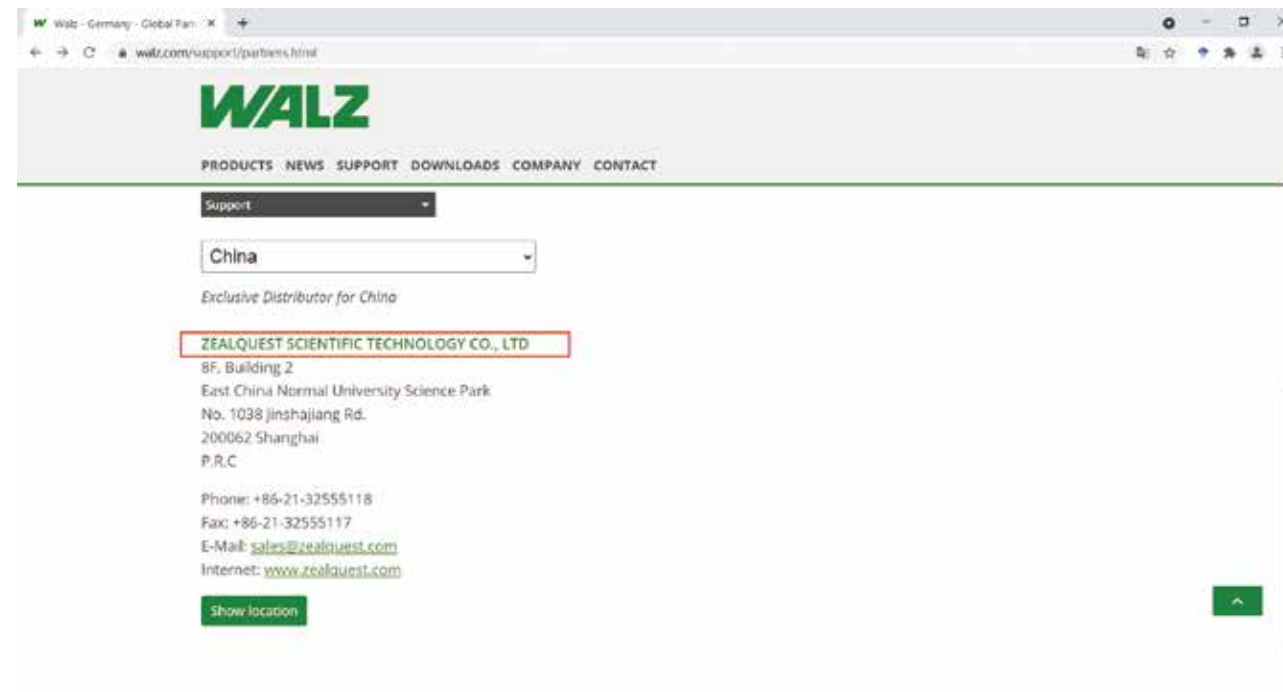 Walz - Germany - Global Par
walz.com/support/partners.html
WALZ
PRODUCTS NEWS SUPPORT DOWNLOADS COMPANY CONTACT
Support
China
Exclusive Distributor for China
ZEALQUEST SCIENTIFIC TECHNOLOGY CO., LTD
8F, Building 2
East China Normal University Science Park
No. 1038 Jinshajiang Rd.
200062 Shanghai
P.R.C
Phone: +86-21-32555118
Fax: +86-21-32555117
E-Mail: sales@zealquest.com
Internet: www.zealquest.com
Show location